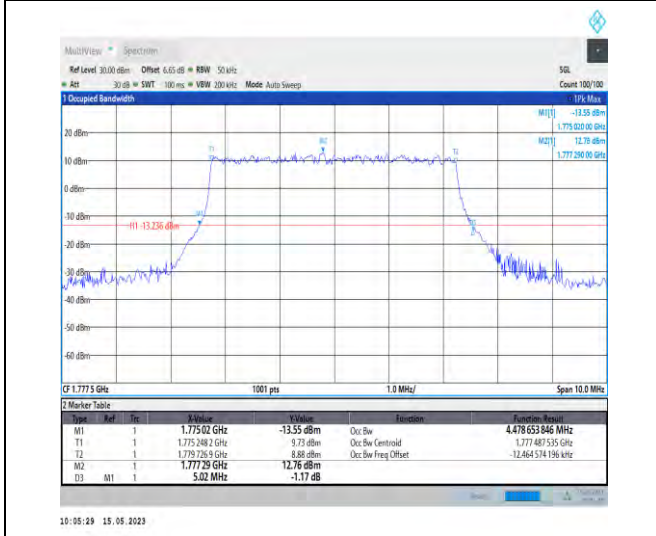 MultiView Spectrum
Ref Level 30.00 dBm Offset 6.65 dB RBW 50 kHz SGL
Att 30 dB SWT 100 ms VBW 200 kHz Mode Auto Sweep Count 100/100
1 Occupied Bandwidth 1Pk Max
M1[1] -13.55 dBm
1.775 020 00 GHz
M2[1] 12.76 dBm
1.777 290 00 GHz
20 dBm
10 dBm
0 dBm
-10 dBm
-20 dBm
-30 dBm
-40 dBm
-50 dBm
-60 dBm
T1
M2
T2
M1
H1 -13.236 dBm
CF 1.777 5 GHz 1001 pts 1.0 MHz/ Span 10.0 MHz
2 Marker Table
Type Ref Trc X-Value Y-Value Function Function Result
M1 1 1.775 02 GHz -13.55 dBm Occ Bw 4.478 653 846 MHz
T1 1 1.775 248 2 GHz 9.73 dBm Occ Bw Centroid 1.777 487 535 GHz
T2 1 1.779 726 9 GHz 8.88 dBm Occ Bw Freq Offset -12.464 574 196 kHz
M2 1 1.777 29 GHz 12.76 dBm
D3 M1 1 5.02 MHz -1.17 dB
10:05:29 15.05.2023